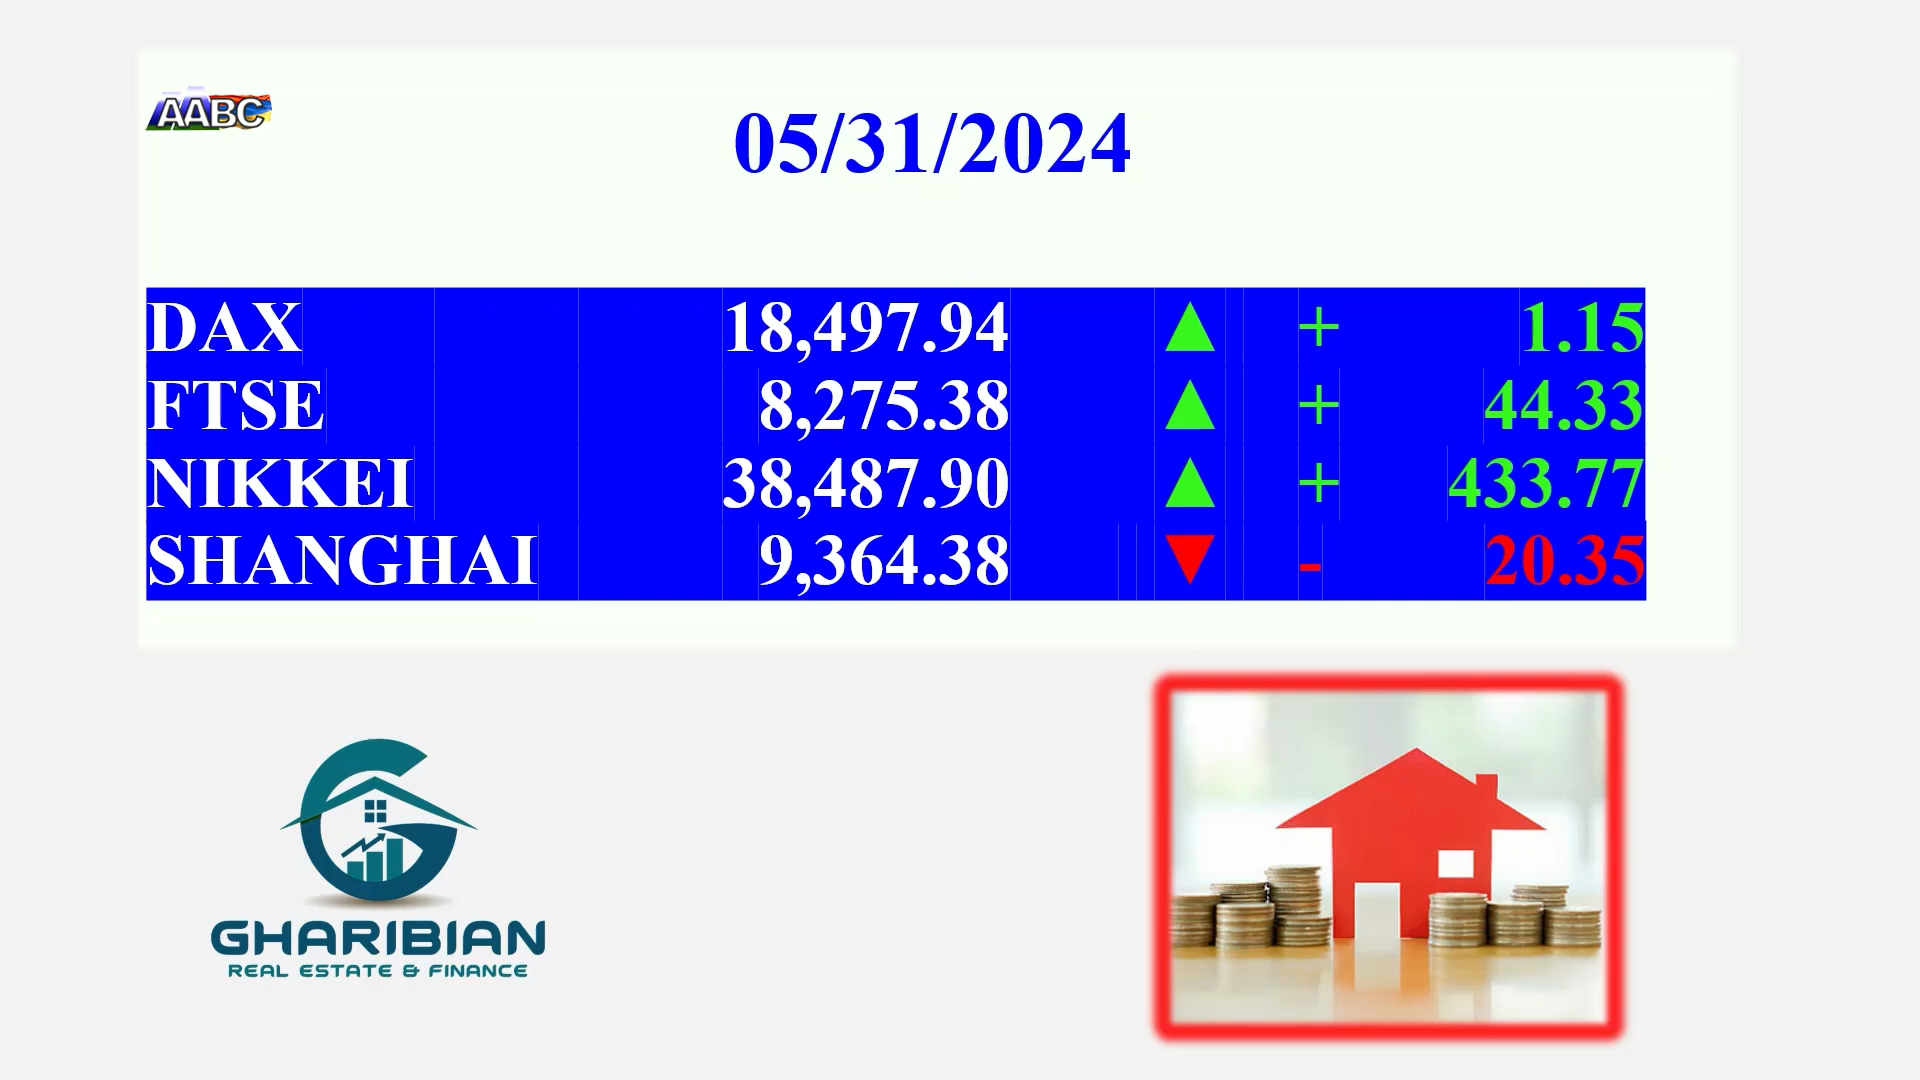 AABC
05/31/2024
DAX 18,497.94 ▲ + 1.15
FTSE 8,275.38 ▲ + 44.33
NIKKEI 38,487.90 ▲ + 433.77
SHANGHAI 9,364.38 ▼ - 20.35
GHARIBIAN
REAL ESTATE & FINANCE